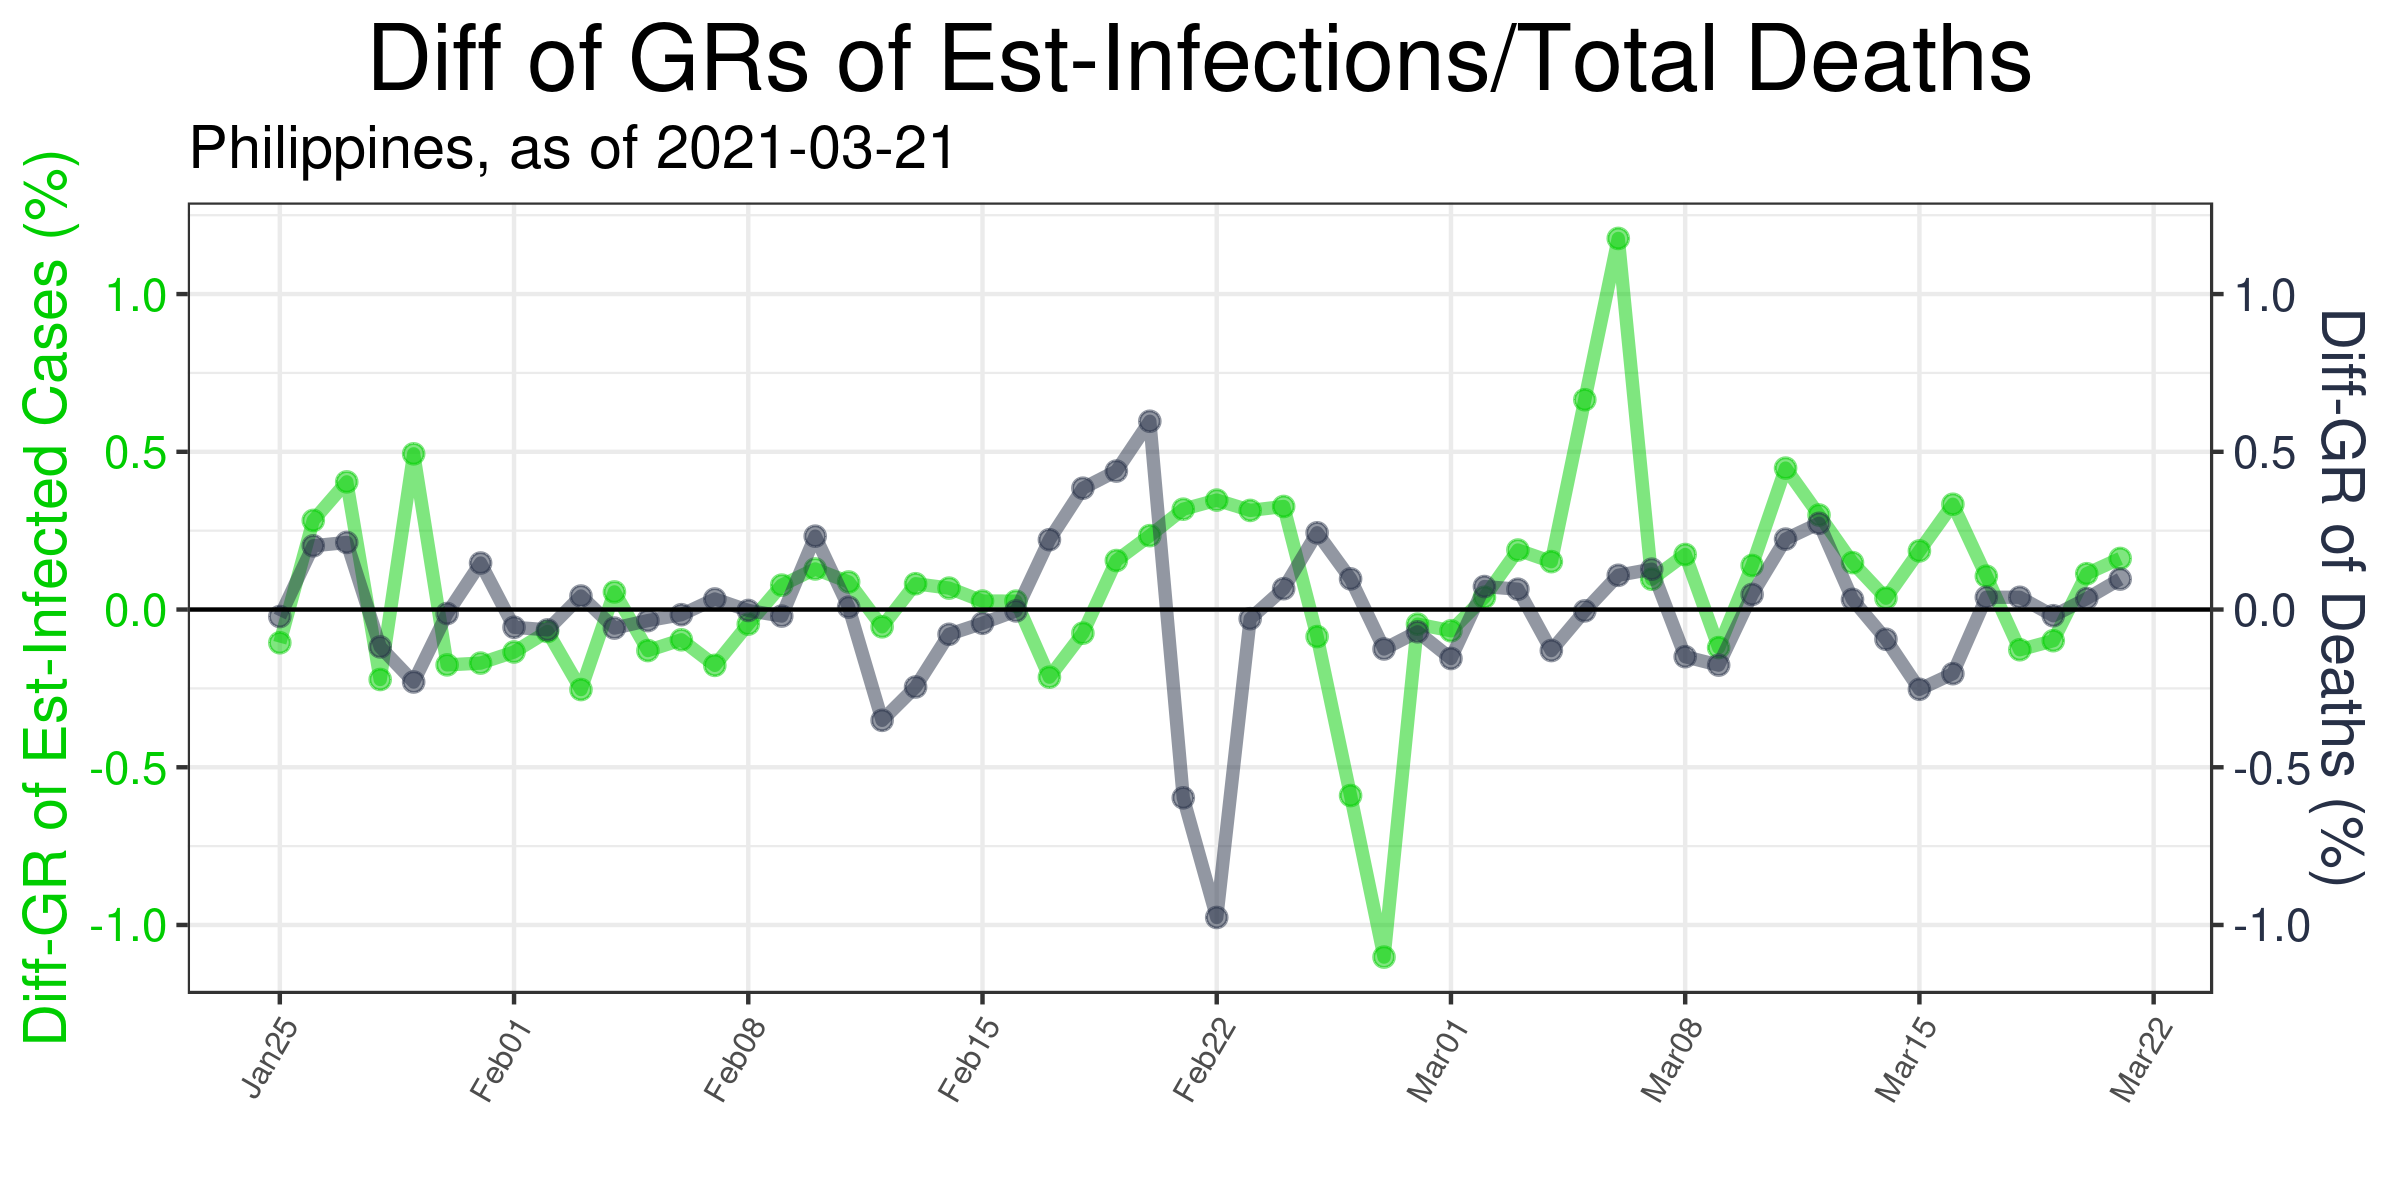 Diff of GRs of Est-Infections/Total Deaths
Philippines, as of 2021-03-21
Diff-GR of Est-Infected Cases (%)
1.0
0.5
0.0
-0.5
-1.0
1.0
0.5
0.0
-0.5
-1.0
Diff-GR of Deaths (%)
Jan25
Feb01
Feb08
Feb15
Feb22
Mar01
Mar08
Mar15
Mar22